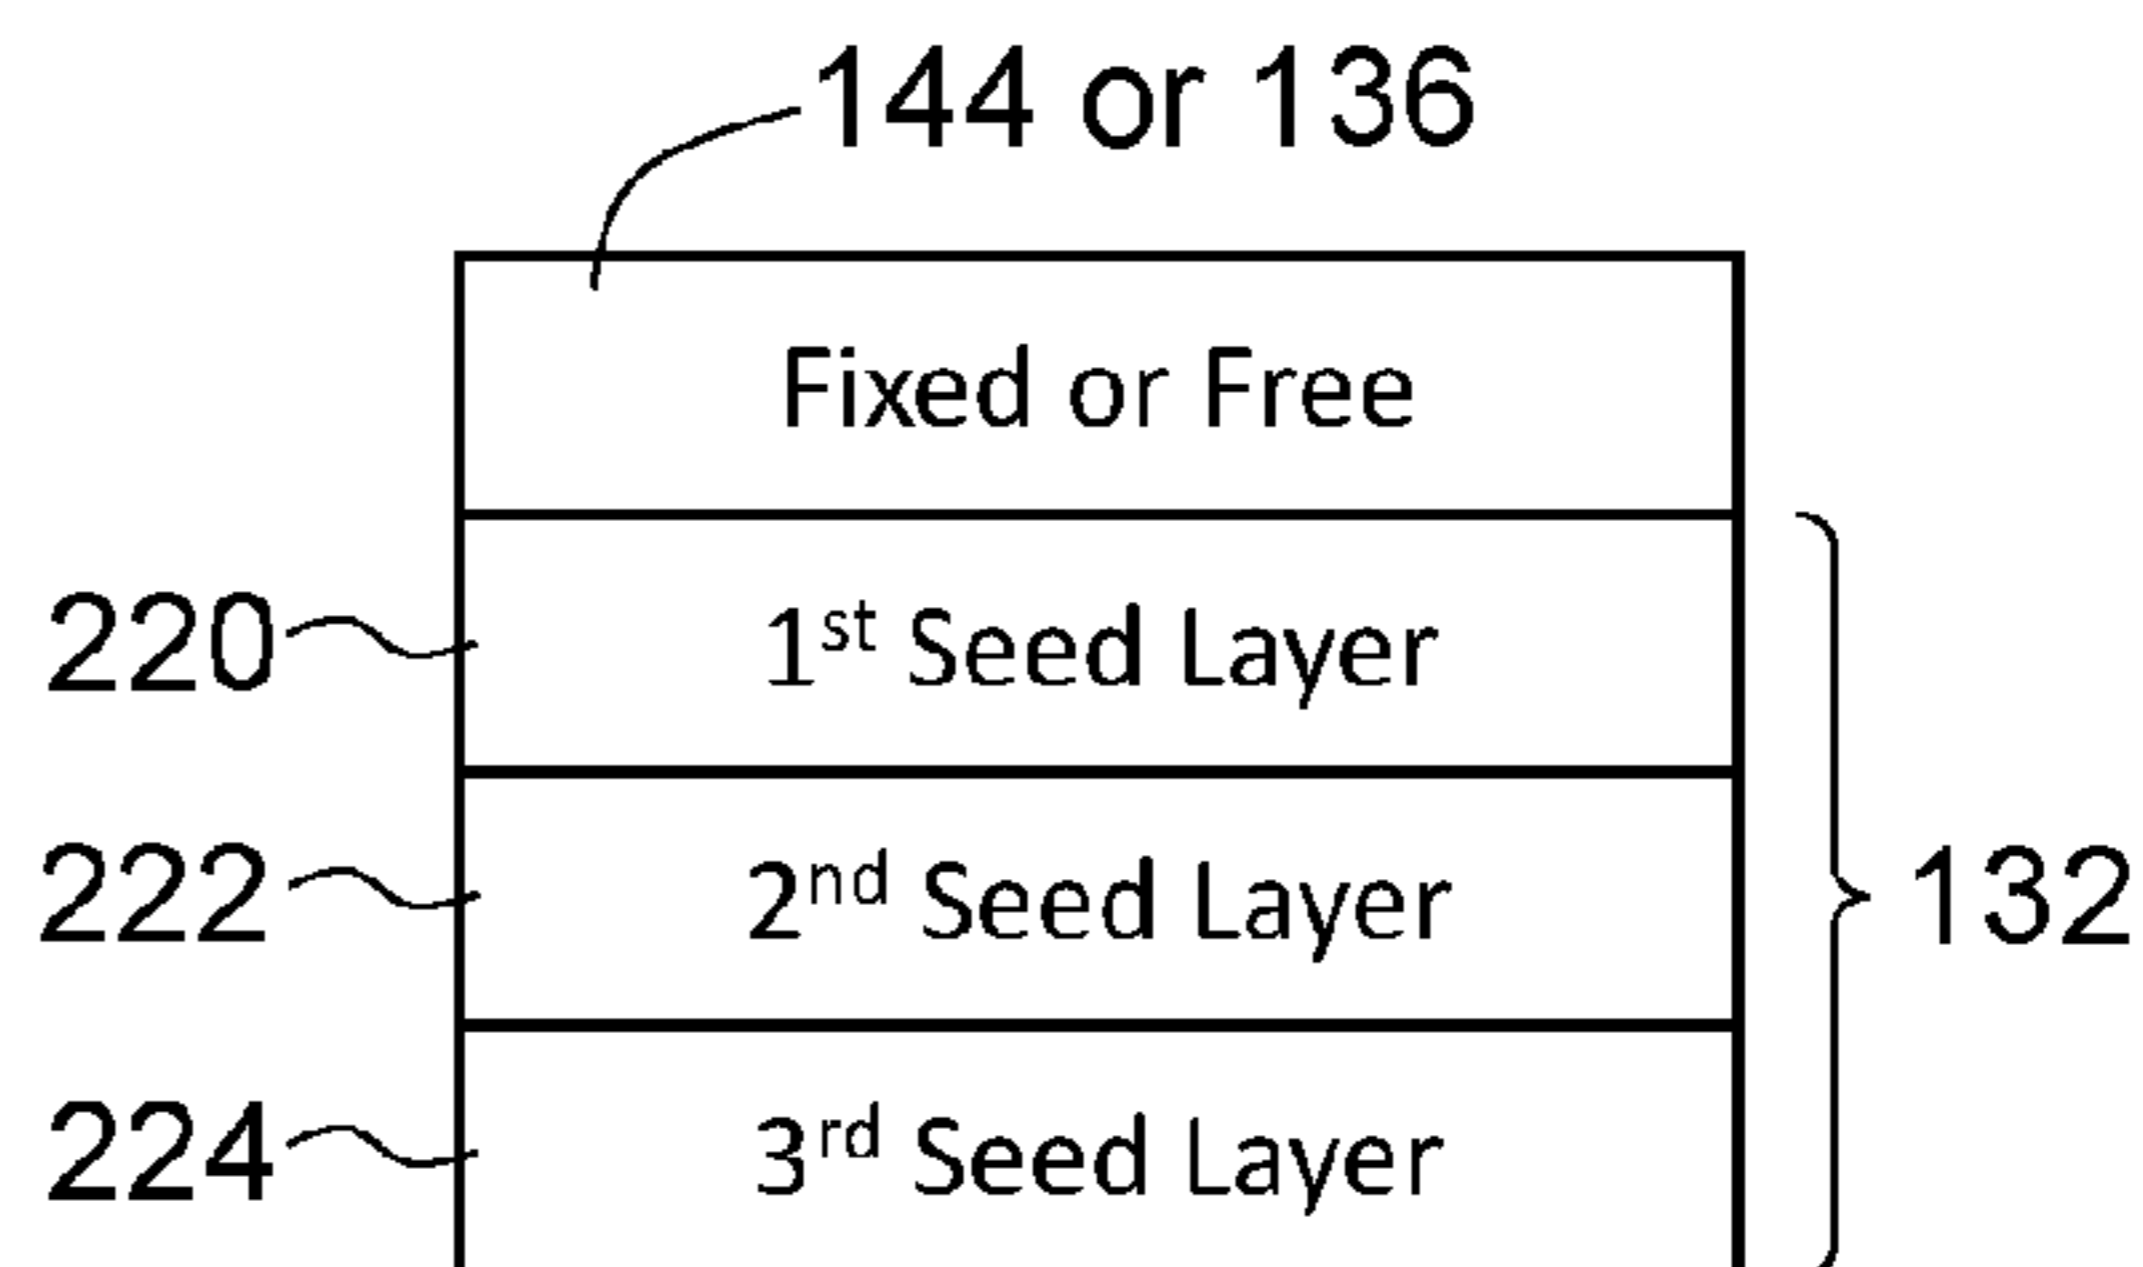 144 or 136
Fixed or Free
220 1st Seed Layer
222 2nd Seed Layer 132
224 3rd Seed Layer